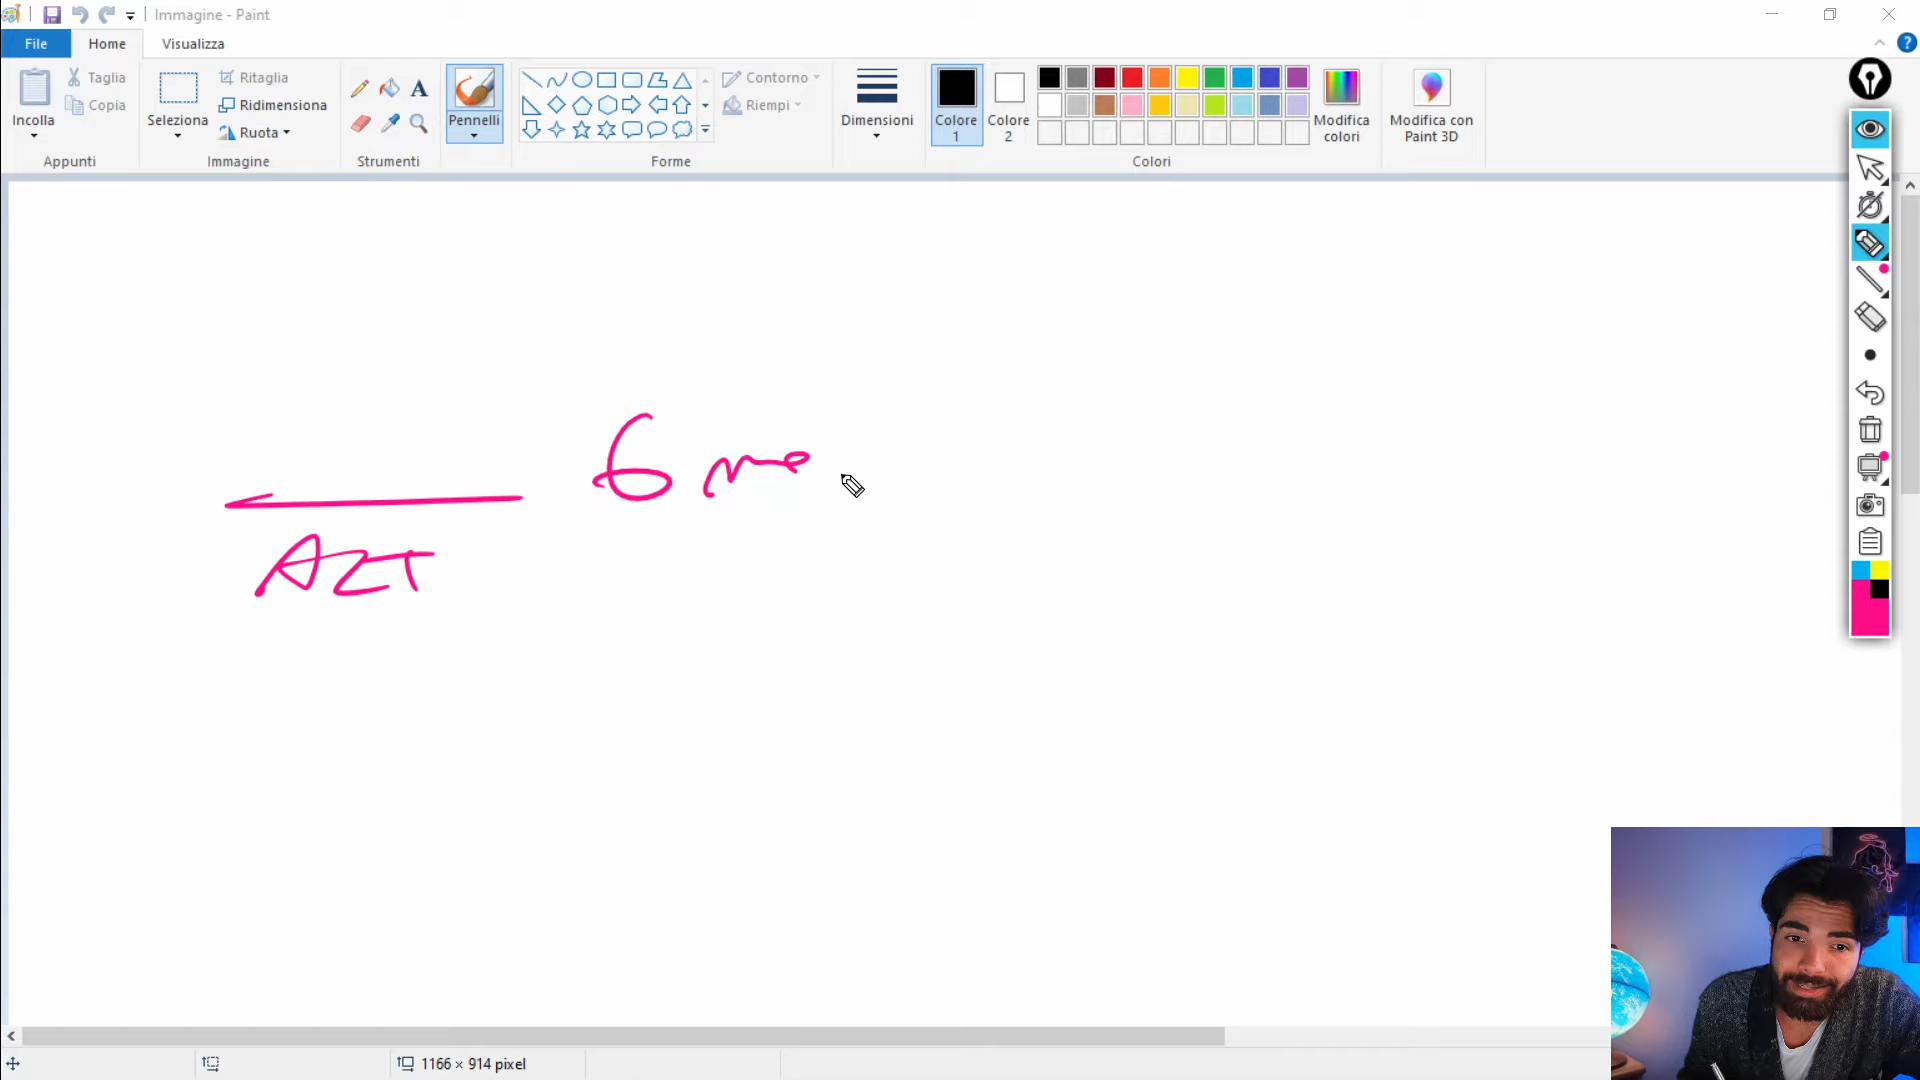 Immagine - Paint
File Home Visualizza
Incolla
Taglia
Copia
Appunti
Seleziona
Ritaglia
Ridimensiona
Ruota
Immagine
Strumenti
Pennelli
Forme
Contorno
Riempi
Dimensioni
Colore 1
Colore 2
Colori
Modifica colori
Modifica con Paint 3D
6 me
AZT
1166 × 914 pixel